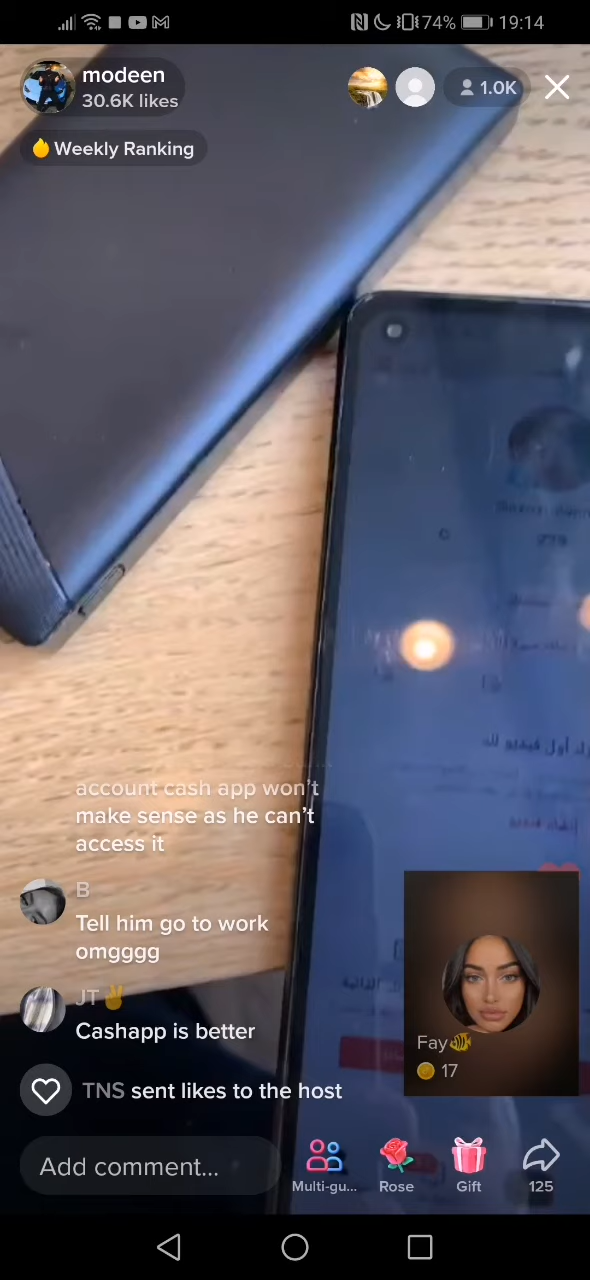 74% 19:14
modeen
30.6K likes
1.0K
Weekly Ranking
account cash app won't
make sense as he can't
access it
B
Tell him go to work
omgggg
JT
Cashapp is better
Fay
17
TNS sent likes to the host
Add comment...
Multi-gu...
Rose
Gift
125